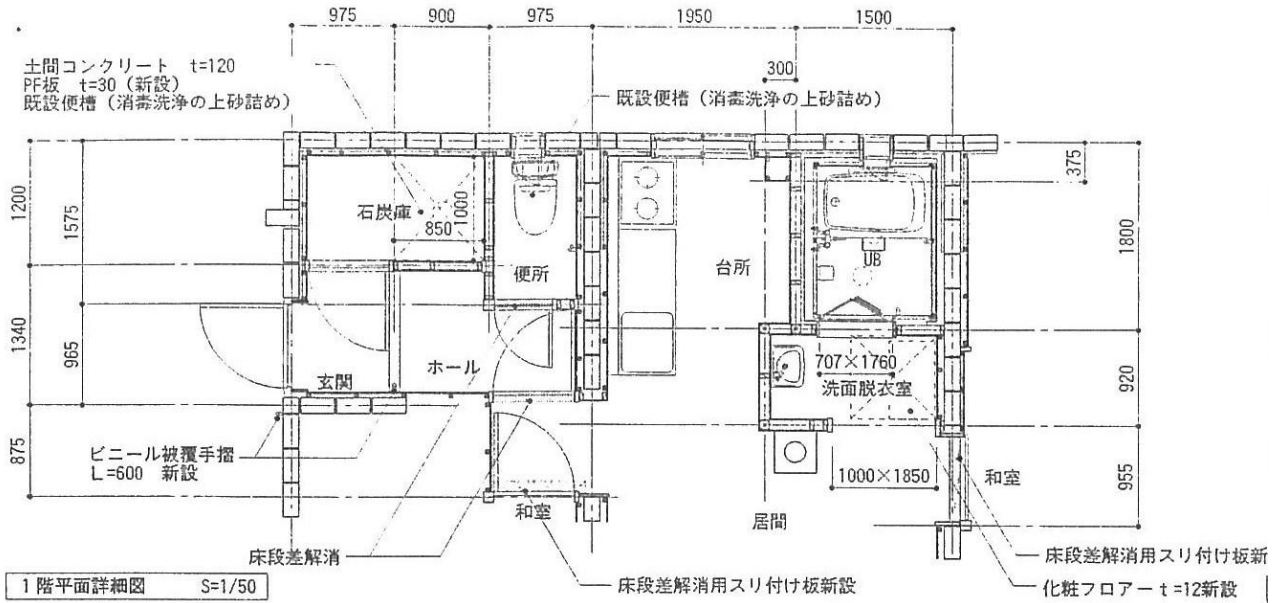 975
900
975
1950
1500
土間コンクリート t=120
PF板 t=30（新設）
既設便槽（消毒洗浄の上砂詰め）
300
既設便槽（消毒洗浄の上砂詰め）
375
1200
1575
石炭庫
850
1000
便所
台所
UB
1800
1340
965
玄関
ホール
707×1760
洗面脱衣室
920
875
ビニール被覆手摺
L=600 新設
1000×1850
和室
和室
居間
955
床段差解消
床段差解消用スリ付け板新設
床段差解消用スリ付け板新
化粧フロアー t=12新設
1階平面詳細図 S=1/50